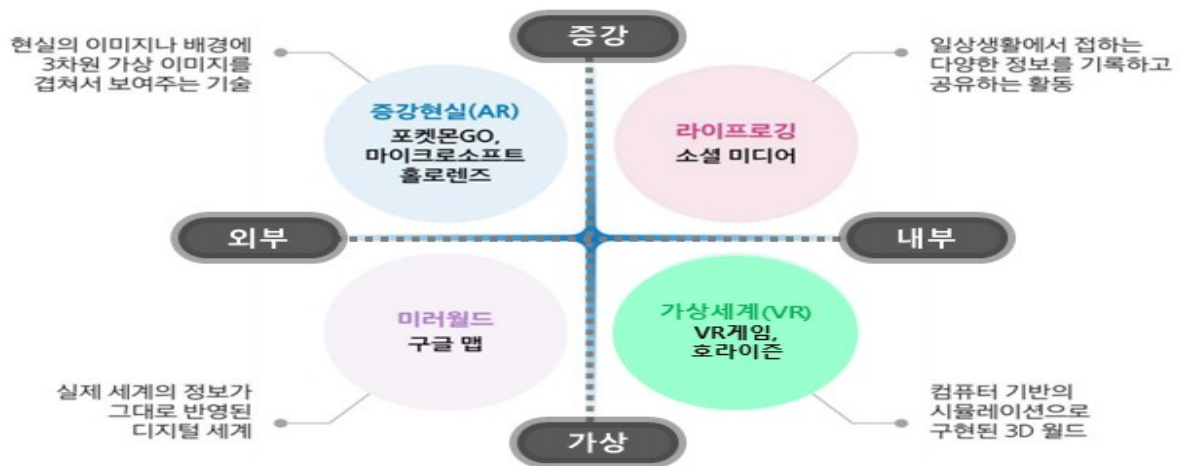 증강
현실의 이미지나 배경에
3차원 가상 이미지를
겹쳐서 보여주는 기술
일상생활에서 접하는
다양한 정보를 기록하고
공유하는 활동
증강현실(AR)
포켓몬GO,
마이크로소프트
홀로렌즈
라이프로깅
소셜 미디어
외부
내부
미러월드
구글 맵
가상세계(VR)
VR게임,
호라이즌
실제 세계의 정보가
그대로 반영된
디지털 세계
컴퓨터 기반의
시뮬레이션으로
구현된 3D 월드
가상